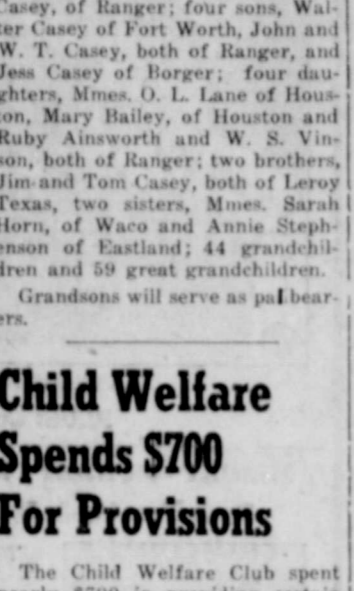 Casey, of Ranger; four sons, Wal-
ter Casey of Fort Worth, John and
W. T. Casey, both of Ranger, and
Jess Casey of Borger; four dau-
ghters, Mmes. O. L. Lane of Hous-
ton, Mary Bailey, of Houston and
Ruby Ainsworth and W. S. Vin-
son, both of Ranger; two brothers,
Jim and Tom Casey, both of Leroy
Texas, two sisters, Mmes. Sarah
Horn, of Waco and Annie Steph-
enson of Eastland; 44 grandchil-
dren and 59 great grandchildren.
Grandsons will serve as pallbear-
ers.
Child Welfare
Spends $700
For Provisions
The Child Welfare Club spent